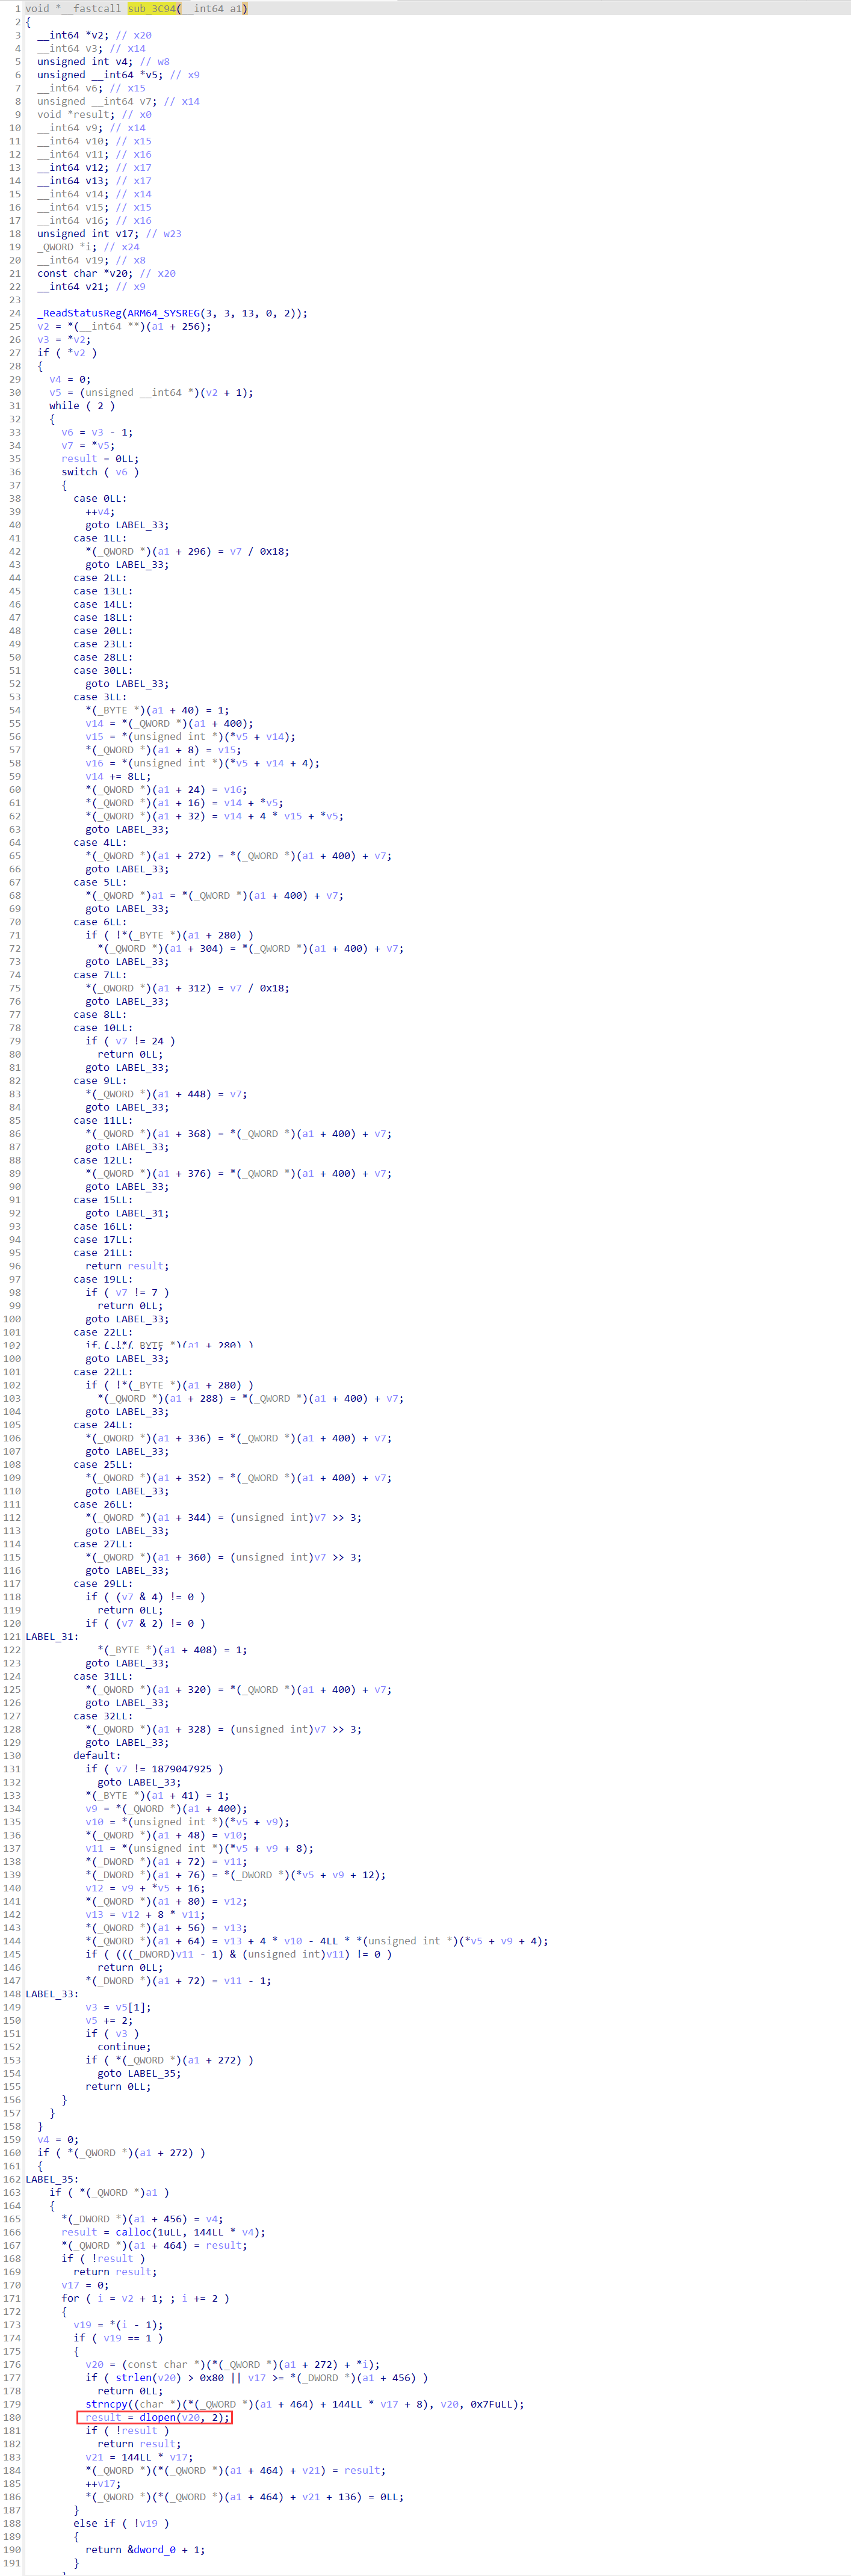 1 void *__fastcall sub_3C94(__int64 a1)
2 {
3 __int64 *v2; // x20
4 __int64 v3; // x14
5 unsigned int v4; // w8
6 unsigned __int64 *v5; // x9
7 __int64 v6; // x15
8 unsigned __int64 v7; // x14
9 void *result; // x0
10 __int64 v9; // x14
11 __int64 v10; // x15
12 __int64 v11; // x16
13 __int64 v12; // x17
14 __int64 v13; // x17
15 __int64 v14; // x14
16 __int64 v15; // x15
17 __int64 v16; // x16
18 unsigned int v17; // w23
19 _QWORD *i; // x24
20 __int64 v19; // x8
21 const char *v20; // x20
22 __int64 v21; // x9
23
24 _ReadStatusReg(ARM64_SYSREG(3, 3, 13, 0, 2));
25 v2 = *(__int64 **)(a1 + 256);
26 v3 = *v2;
27 if ( *v2 )
28 {
29 v4 = 0;
30 v5 = (unsigned __int64 *)(v2 + 1);
31 while ( 2 )
32 {
33 v6 = v3 - 1;
34 v7 = *v5;
35 result = 0LL;
36 switch ( v6 )
37 {
38 case 0LL:
39 ++v4;
40 goto LABEL_33;
41 case 1LL:
42 *(_QWORD *)(a1 + 296) = v7 / 0x18;
43 goto LABEL_33;
44 case 2LL:
45 case 13LL:
46 case 14LL:
47 case 18LL:
48 case 20LL:
49 case 23LL:
50 case 28LL:
51 case 30LL:
52 goto LABEL_33;
53 case 3LL:
54 *(_BYTE *)(a1 + 40) = 1;
55 v14 = *(_QWORD *)(a1 + 400);
56 v15 = *(unsigned int *)(*v5 + v14);
57 *(_QWORD *)(a1 + 8) = v15;
58 v16 = *(unsigned int *)(*v5 + v14 + 4);
59 v14 += 8LL;
60 *(_QWORD *)(a1 + 24) = v16;
61 *(_QWORD *)(a1 + 16) = v14 + *v5;
62 *(_QWORD *)(a1 + 32) = v14 + 4 * v15 + *v5;
63 goto LABEL_33;
64 case 4LL:
65 *(_QWORD *)(a1 + 272) = *(_QWORD *)(a1 + 400) + v7;
66 goto LABEL_33;
67 case 5LL:
68 *(_QWORD *)a1 = *(_QWORD *)(a1 + 400) + v7;
69 goto LABEL_33;
70 case 6LL:
71 if ( !*(_BYTE *)(a1 + 280) )
72 *(_QWORD *)(a1 + 304) = *(_QWORD *)(a1 + 400) + v7;
73 goto LABEL_33;
74 case 7LL:
75 *(_QWORD *)(a1 + 312) = v7 / 0x18;
76 goto LABEL_33;
77 case 8LL:
78 case 10LL:
79 if ( v7 != 24 )
80 return 0LL;
81 goto LABEL_33;
82 case 9LL:
83 *(_QWORD *)(a1 + 448) = v7;
84 goto LABEL_33;
85 case 11LL:
86 *(_QWORD *)(a1 + 368) = *(_QWORD *)(a1 + 400) + v7;
87 goto LABEL_33;
88 case 12LL:
89 *(_QWORD *)(a1 + 376) = *(_QWORD *)(a1 + 400) + v7;
90 goto LABEL_33;
91 case 15LL:
92 goto LABEL_31;
93 case 16LL:
94 case 17LL:
95 case 21LL:
96 return result;
97 case 19LL:
98 if ( v7 != 7 )
99 return 0LL;
100 goto LABEL_33;
101 case 22LL:
102 if ( !*(_BYTE *)(a1 + 280) )
100 goto LABEL_33;
101 case 22LL:
102 if ( !*(_BYTE *)(a1 + 280) )
103 *(_QWORD *)(a1 + 288) = *(_QWORD *)(a1 + 400) + v7;
104 goto LABEL_33;
105 case 24LL:
106 *(_QWORD *)(a1 + 336) = *(_QWORD *)(a1 + 400) + v7;
107 goto LABEL_33;
108 case 25LL:
109 *(_QWORD *)(a1 + 352) = *(_QWORD *)(a1 + 400) + v7;
110 goto LABEL_33;
111 case 26LL:
112 *(_QWORD *)(a1 + 344) = (unsigned int)v7 >> 3;
113 goto LABEL_33;
114 case 27LL:
115 *(_QWORD *)(a1 + 360) = (unsigned int)v7 >> 3;
116 goto LABEL_33;
117 case 29LL:
118 if ( (v7 & 4) != 0 )
119 return 0LL;
120 if ( (v7 & 2) != 0 )
121 LABEL_31:
122 *(_BYTE *)(a1 + 408) = 1;
123 goto LABEL_33;
124 case 31LL:
125 *(_QWORD *)(a1 + 320) = *(_QWORD *)(a1 + 400) + v7;
126 goto LABEL_33;
127 case 32LL:
128 *(_QWORD *)(a1 + 328) = (unsigned int)v7 >> 3;
129 goto LABEL_33;
130 default:
131 if ( v7 != 1879047925 )
132 goto LABEL_33;
133 *(_BYTE *)(a1 + 41) = 1;
134 v9 = *(_QWORD *)(a1 + 400);
135 v10 = *(unsigned int *)(*v5 + v9);
136 *(_QWORD *)(a1 + 48) = v10;
137 v11 = *(unsigned int *)(*v5 + v9 + 8);
138 *(_DWORD *)(a1 + 72) = v11;
139 *(_DWORD *)(a1 + 76) = *(_DWORD *)(*v5 + v9 + 12);
140 v12 = v9 + *v5 + 16;
141 *(_QWORD *)(a1 + 80) = v12;
142 v13 = v12 + 8 * v11;
143 *(_QWORD *)(a1 + 56) = v13;
144 *(_QWORD *)(a1 + 64) = v13 + 4 * v10 - 4LL * *(unsigned int *)(*v5 + v9 + 4);
145 if ( (((_DWORD)v11 - 1) & (unsigned int)v11) != 0 )
146 return 0LL;
147 *(_DWORD *)(a1 + 72) = v11 - 1;
148 LABEL_33:
149 v3 = v5[1];
150 v5 += 2;
151 if ( v3 )
152 continue;
153 if ( *(_QWORD *)(a1 + 272) )
154 goto LABEL_35;
155 return 0LL;
156 }
157 }
158 }
159 v4 = 0;
160 if ( *(_QWORD *)(a1 + 272) )
161 {
162 LABEL_35:
163 if ( *(_QWORD *)a1 )
164 {
165 *(_DWORD *)(a1 + 456) = v4;
166 result = calloc(1uLL, 144LL * v4);
167 *(_QWORD *)(a1 + 464) = result;
168 if ( !result )
169 return result;
170 v17 = 0;
171 for ( i = v2 + 1; ; i += 2 )
172 {
173 v19 = *(i - 1);
174 if ( v19 == 1 )
175 {
176 v20 = (const char *)(*(_QWORD *)(a1 + 272) + *i);
177 if ( strlen(v20) > 0x80 || v17 >= *(_DWORD *)(a1 + 456) )
178 return 0LL;
179 strncpy((char *)(*(_QWORD *)(a1 + 464) + 144LL * v17 + 8), v20, 0x7FuLL);
180 result = dlopen(v20, 2);
181 if ( !result )
182 return result;
183 v21 = 144LL * v17;
184 *(_QWORD *)(*(_QWORD *)(a1 + 464) + v21) = result;
185 ++v17;
186 *(_QWORD *)(*(_QWORD *)(a1 + 464) + v21 + 136) = 0LL;
187 }
188 else if ( !v19 )
189 {
190 return &dword_0 + 1;
191 }